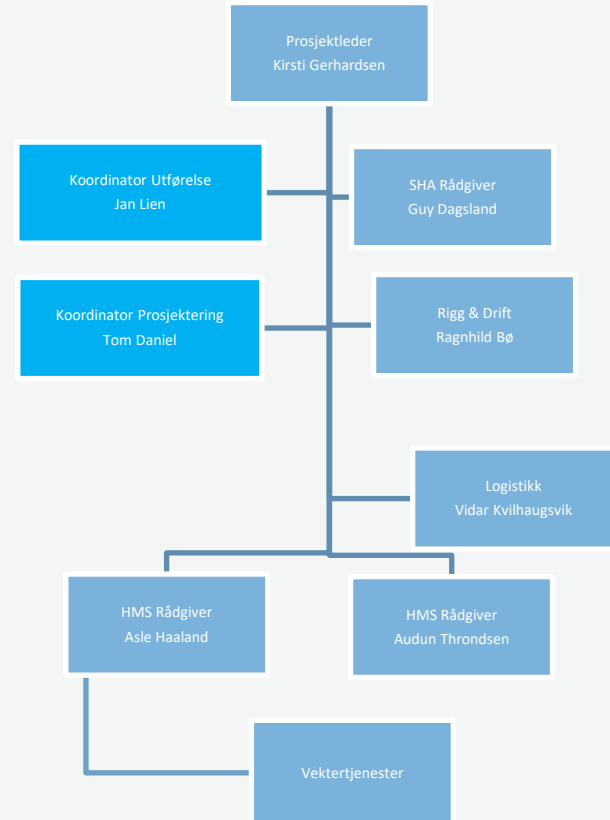 Prosjektleder
Kirsti Gerhardsen
Koordinator Utførelse
Jan Lien
SHA Rådgiver
Guy Dagsland
Koordinator Prosjektering
Tom Daniel
Rigg & Drift
Ragnhild Bø
Logistikk
Vidar Kvilhaugsvik
HMS Rådgiver
Asle Haaland
HMS Rådgiver
Audun Throndsen
Vektertjenester